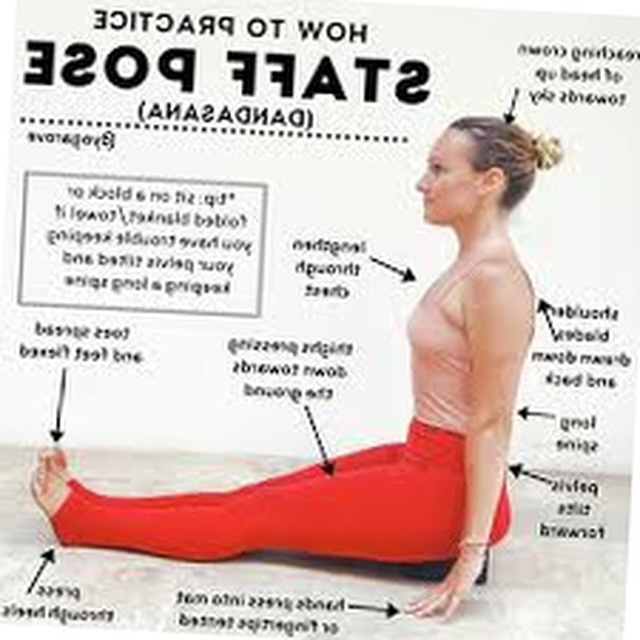 HOW TO PRACTICE
STAFF POSE
(DANDASANA)
@yogarove
*tip: sit on a block or
folded blanket/towel if
you have trouble keeping
your pelvis tilted and
keeping a long spine
reaching crown
of head up
towards sky
lengthen
through
chest
shoulder
blades
drawn down
and back
toes spread
and feet flexed
thighs pressing
down towards
the ground
long
spine
pelvis
tilts
forward
press
through heels
hands press into mat
or fingertips tented